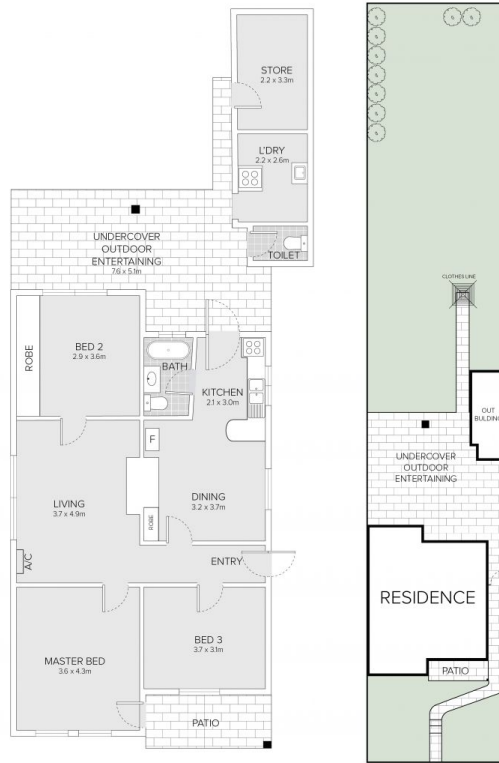 STORE
2.2 x 3.3m
L'DRY
2.2 x 2.6m
TOILET
UNDERCOVER
OUTDOOR
ENTERTAINING
7.6 x 5.1m
ROBE
BED 2
2.9 x 3.6m
BATH
KITCHEN
2.1 x 3.0m
F
LIVING
3.7 x 4.9m
DINING
3.2 x 3.7m
ROBE
A/C
ENTRY
MASTER BED
3.6 x 4.3m
BED 3
3.7 x 3.1m
PATIO
CLOTHES LINE
OUT
BULDING
UNDERCOVER
OUTDOOR
ENTERTAINING
RESIDENCE
PATIO